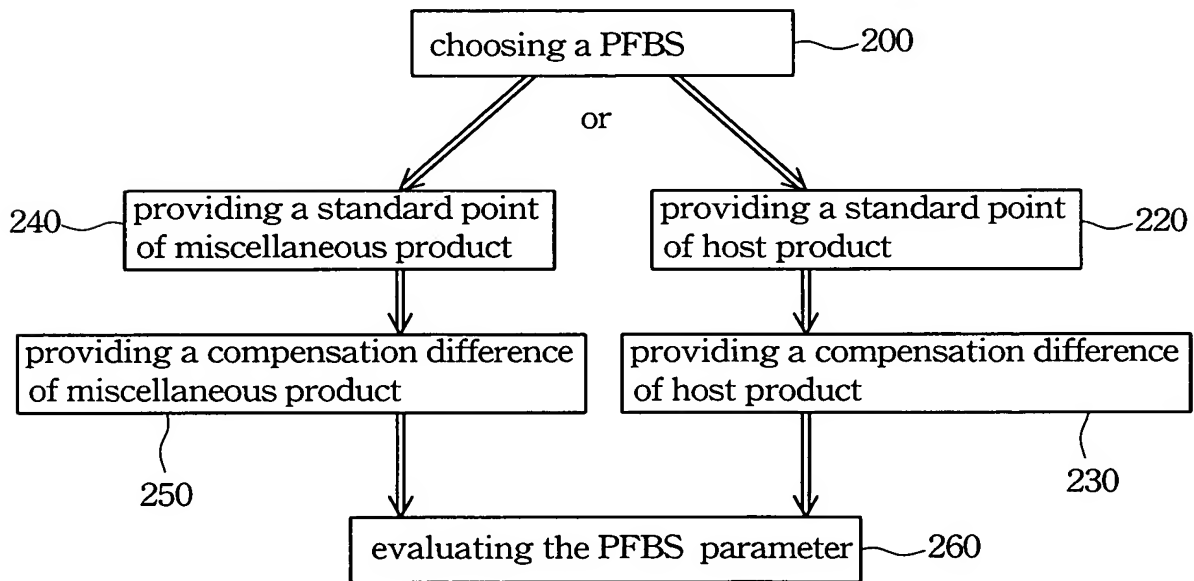 choosing a PFBS
200
or
240
providing a standard point
of miscellaneous product
providing a standard point
of host product
220
providing a compensation difference
of miscellaneous product
providing a compensation difference
of host product
250
230
evaluating the PFBS parameter
260